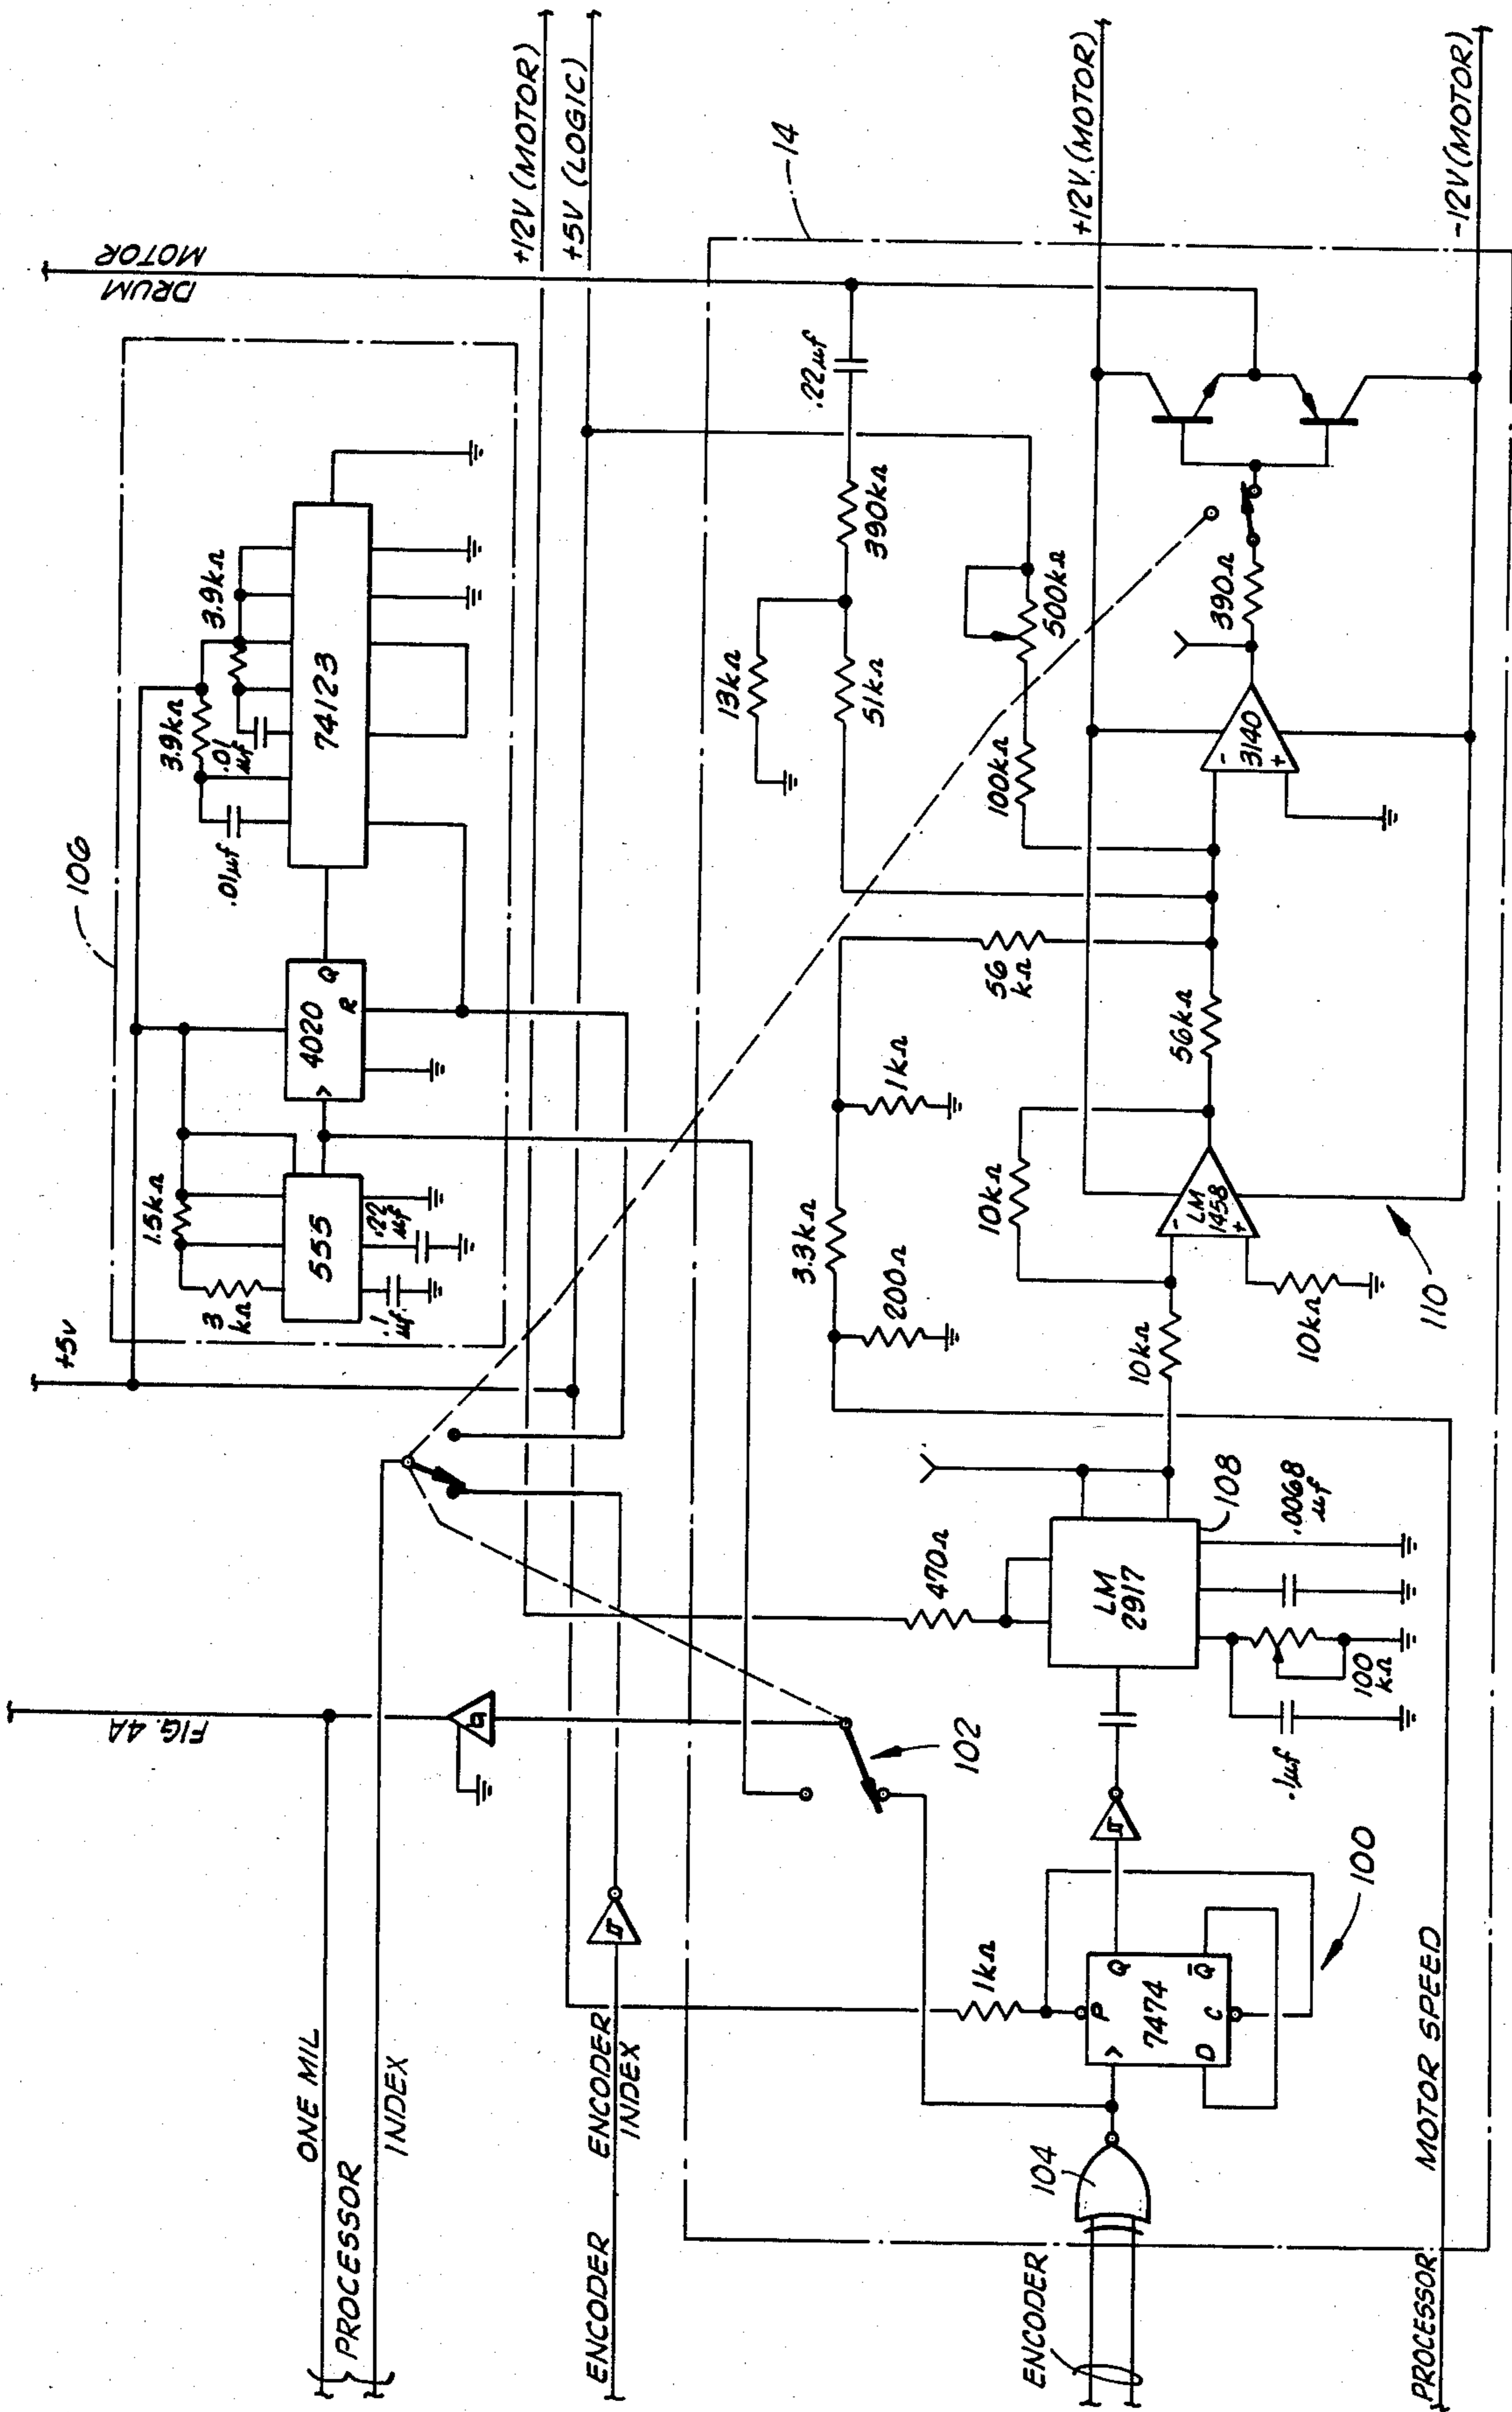 DRUM
MOTOR
+12V (MOTOR)
+5V (LOGIC)
106
+5V
1.5kΩ
3
kΩ
555
.1
µf
.22
µf
4020
Q
R
.01µf
3.9kΩ
.01
µf
3.9kΩ
74123
FIG. 4A
ONE MIL
PROCESSOR
INDEX
ENCODER
ENCODER
INDEX
102
14
.22µf
390kΩ
13kΩ
51kΩ
500kΩ
100kΩ
+12V (MOTOR)
-12V (MOTOR)
390Ω
-
3140
+
56
kΩ
56kΩ
1kΩ
3.3kΩ
200Ω
10kΩ
-
LM
1458
+
10kΩ
10kΩ
110
470Ω
LM
2917
108
.0068
µf
100
kΩ
.1µf
1kΩ
P
Q
7474
D
C
Q̅
100
104
ENCODER
PROCESSOR
MOTOR SPEED